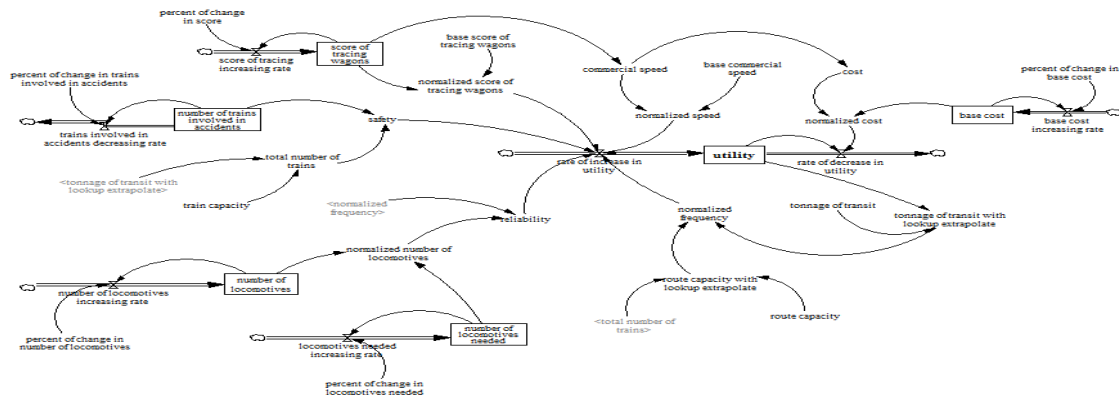 percent of change
in score
score of
tracing
wagons
score of tracing
increasing rate
base score of
tracing wagons
normalized score of
tracing wagons
commercial speed
base commercial
speed
cost
normalized speed
normalized cost
percent of change in
base cost
base cost
base cost
increasing rate
percent of change in trains
involved in accidents
number of trains
involved in
accidents
trains involved in
accidents decreasing rate
safety
total number of
trains
<tonnage of transit with
lookup extrapolate>
train capacity
rate of increase in
utility
utility
rate of decrease in
utility
<normalized
frequency>
reliability
normalized
frequency
tonnage of transit
tonnage of transit with
lookup extrapolate
normalized number of
locomotives
number of
locomotives
number of locomotives
increasing rate
percent of change in
number of locomotives
route capacity with
lookup extrapolate
<total number of
trains>
route capacity
number of
locomotives
needed
locomotives needed
increasing rate
percent of change in
locomotives needed